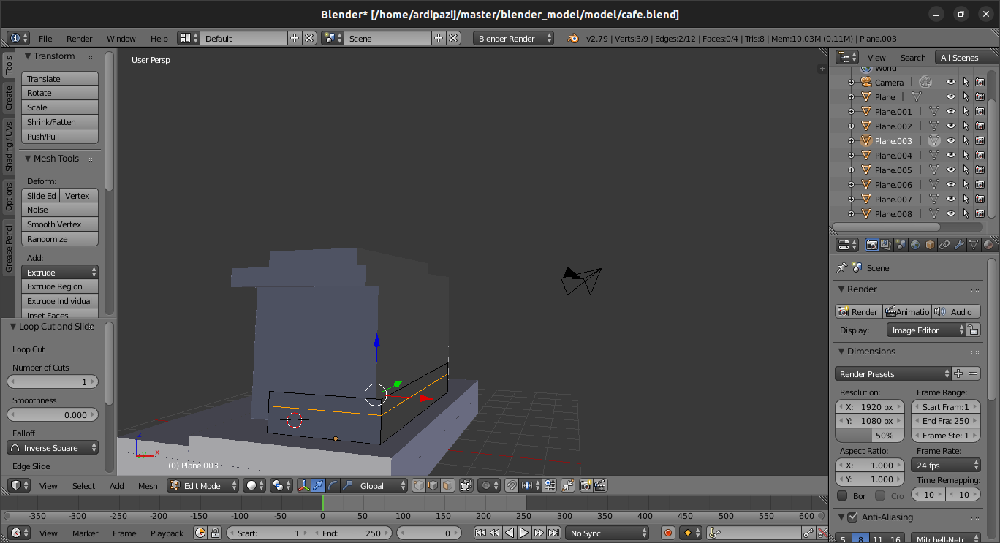 Blender* [/home/ardipazij/master/blender_model/model/cafe.blend]
File Render Window Help Default Scene Blender Render v2.79 | Verts:3/9 | Edges:2/12 | Faces:0/4 | Tris:8 | Mem:10.03M (0.11M) | Plane.003
Tools
Create
Shading / UVs
Options
Grease Pencil
Transform
Translate
Rotate
Scale
Shrink/Fatten
Push/Pull
Mesh Tools
Deform:
Slide Ed Vertex
Noise
Smooth Vertex
Randomize
Add:
Extrude
Extrude Region
Extrude Individual
Inset Faces
Loop Cut and Slide
Loop Cut
Number of Cuts
1
Smoothness
0.000
Falloff
Inverse Square
Edge Slide
User Persp
z
x
(0) Plane.003
View Select Add Mesh Edit Mode Global
-350 -300 -250 -200 -150 -100 -50 0 50 100 150 200 250 300 350 400 450 500 550 600
View Marker Frame Playback Start: 1 End: 250 0 No Sync
View Search All Scenes
World
Camera
Plane
Plane.001
Plane.002
Plane.003
Plane.004
Plane.005
Plane.006
Plane.007
Plane.008
Scene
Render
Render Animatio Audio
Display: Image Editor
Dimensions
Render Presets
Resolution: Frame Range:
X: 1920 px Start Fram: 1
Y: 1080 px End Fra: 250
50% Frame Ste: 1
Aspect Ratio: Frame Rate:
X: 1.000 24 fps
Y: 1.000 Time Remapping:
Bor Cro 10 10
Anti-Aliasing
5 8 11 16 Mitchell-Netr...